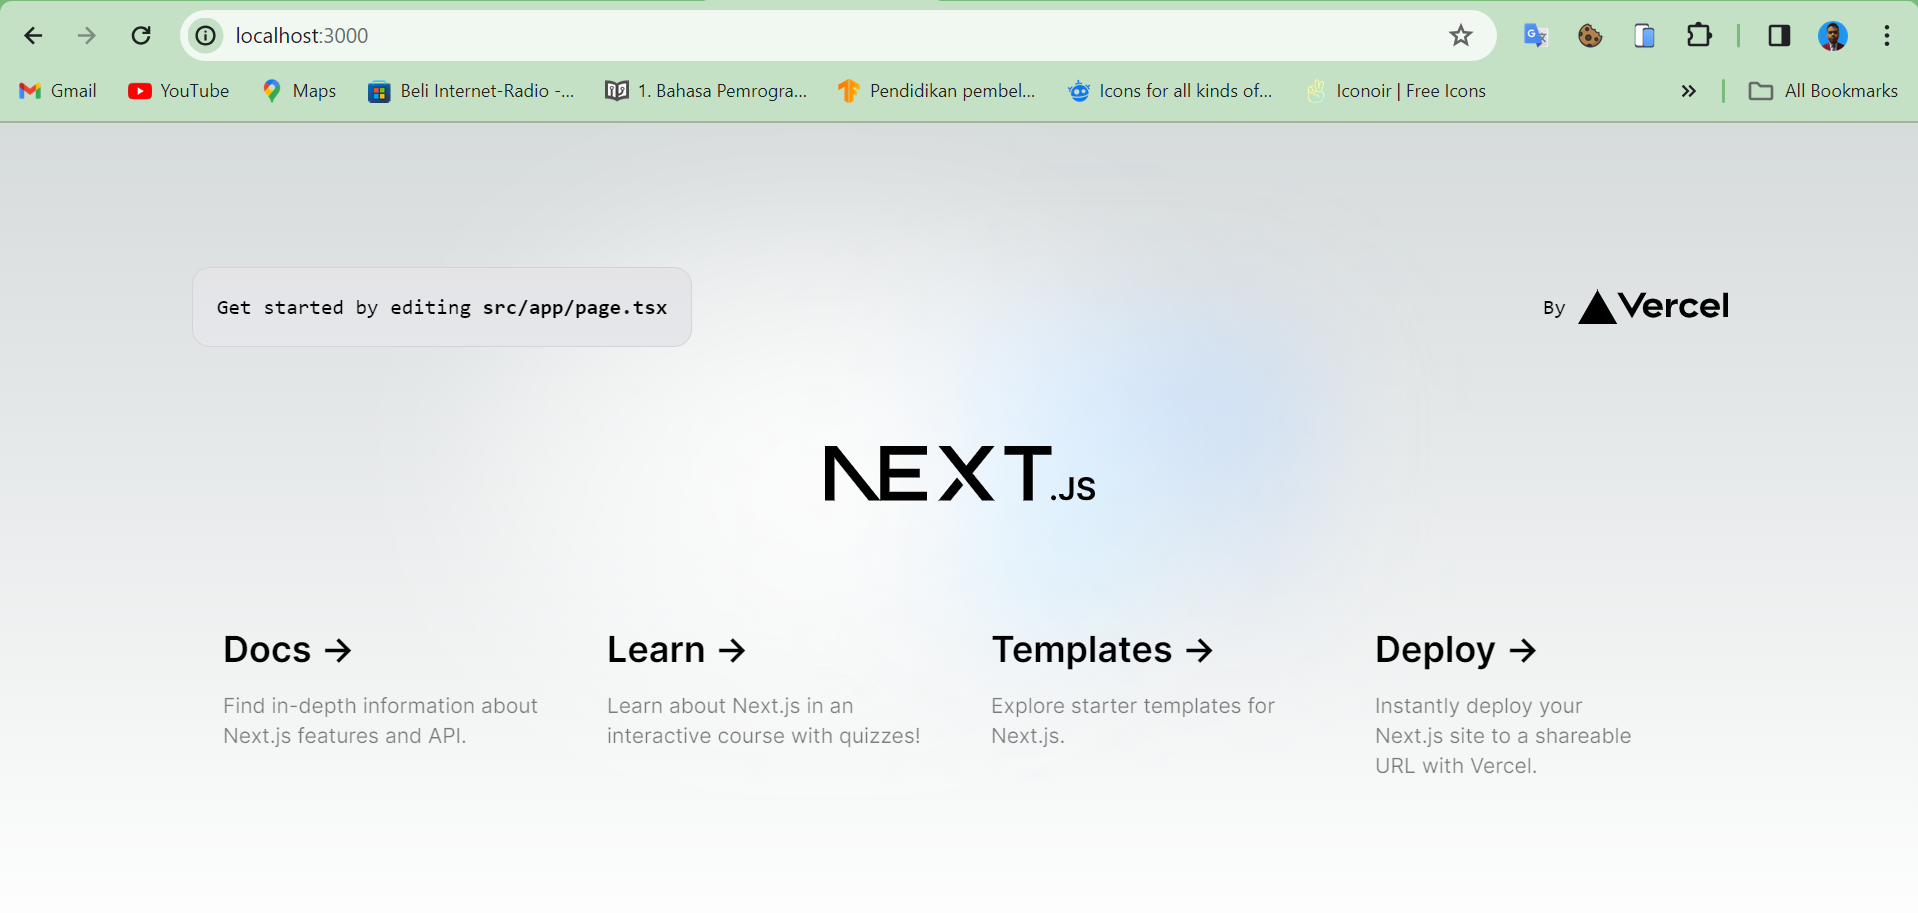 localhost:3000
Gmail YouTube Maps Beli Internet-Radio -... 1. Bahasa Pemrogra... Pendidikan pembel... Icons for all kinds of... Iconoir | Free Icons » All Bookmarks
Get started by editing src/app/page.tsx
By Vercel
NEXT.JS
Docs →
Find in-depth information about
Next.js features and API.
Learn →
Learn about Next.js in an
interactive course with quizzes!
Templates →
Explore starter templates for
Next.js.
Deploy →
Instantly deploy your
Next.js site to a shareable
URL with Vercel.